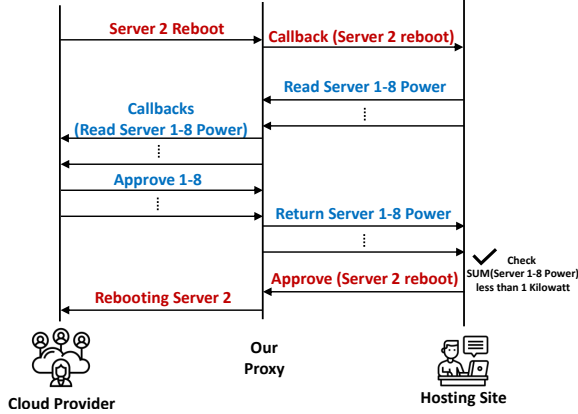 Server 2 Reboot
Callback (Server 2 reboot)
Read Server 1-8 Power
Callbacks
(Read Server 1-8 Power)
Approve 1-8
Return Server 1-8 Power
Check
SUM(Server 1-8 Power)
less than 1 Kilowatt
Approve (Server 2 reboot)
Rebooting Server 2
Our
Proxy
Cloud Provider
Hosting Site